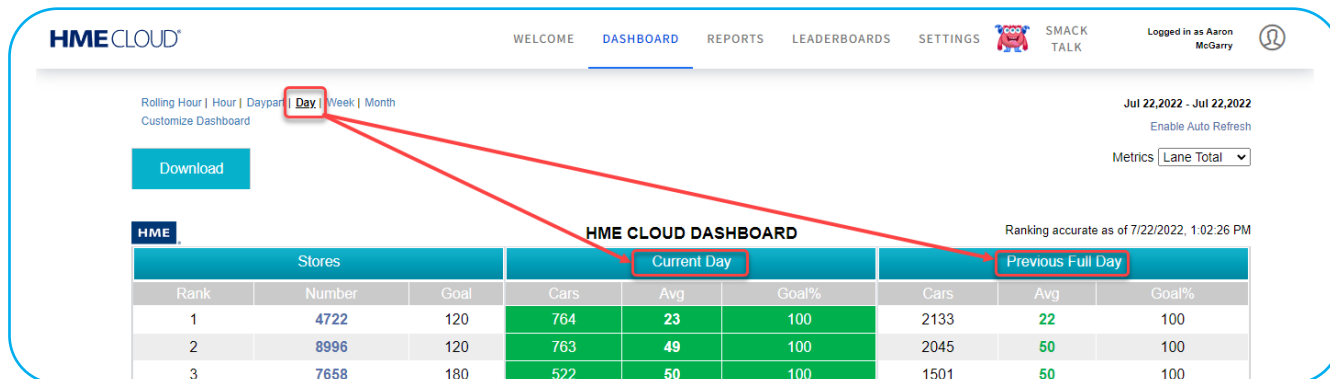 HME CLOUD® WELCOME DASHBOARD REPORTS LEADERBOARDS SETTINGS SMACK TALK Logged in as Aaron McGarry
Rolling Hour | Hour | Daypart | Day | Week | Month Jul 22,2022 - Jul 22,2022
Customize Dashboard Enable Auto Refresh
Download Metrics Lane Total
HME HME CLOUD DASHBOARD Ranking accurate as of 7/22/2022, 1:02:26 PM
Stores Current Day Previous Full Day
Rank Number Goal Cars Avg Goal% Cars Avg Goal%
1 4722 120 764 23 100 2133 22 100
2 8996 120 763 49 100 2045 50 100
3 7658 180 522 50 100 1501 50 100